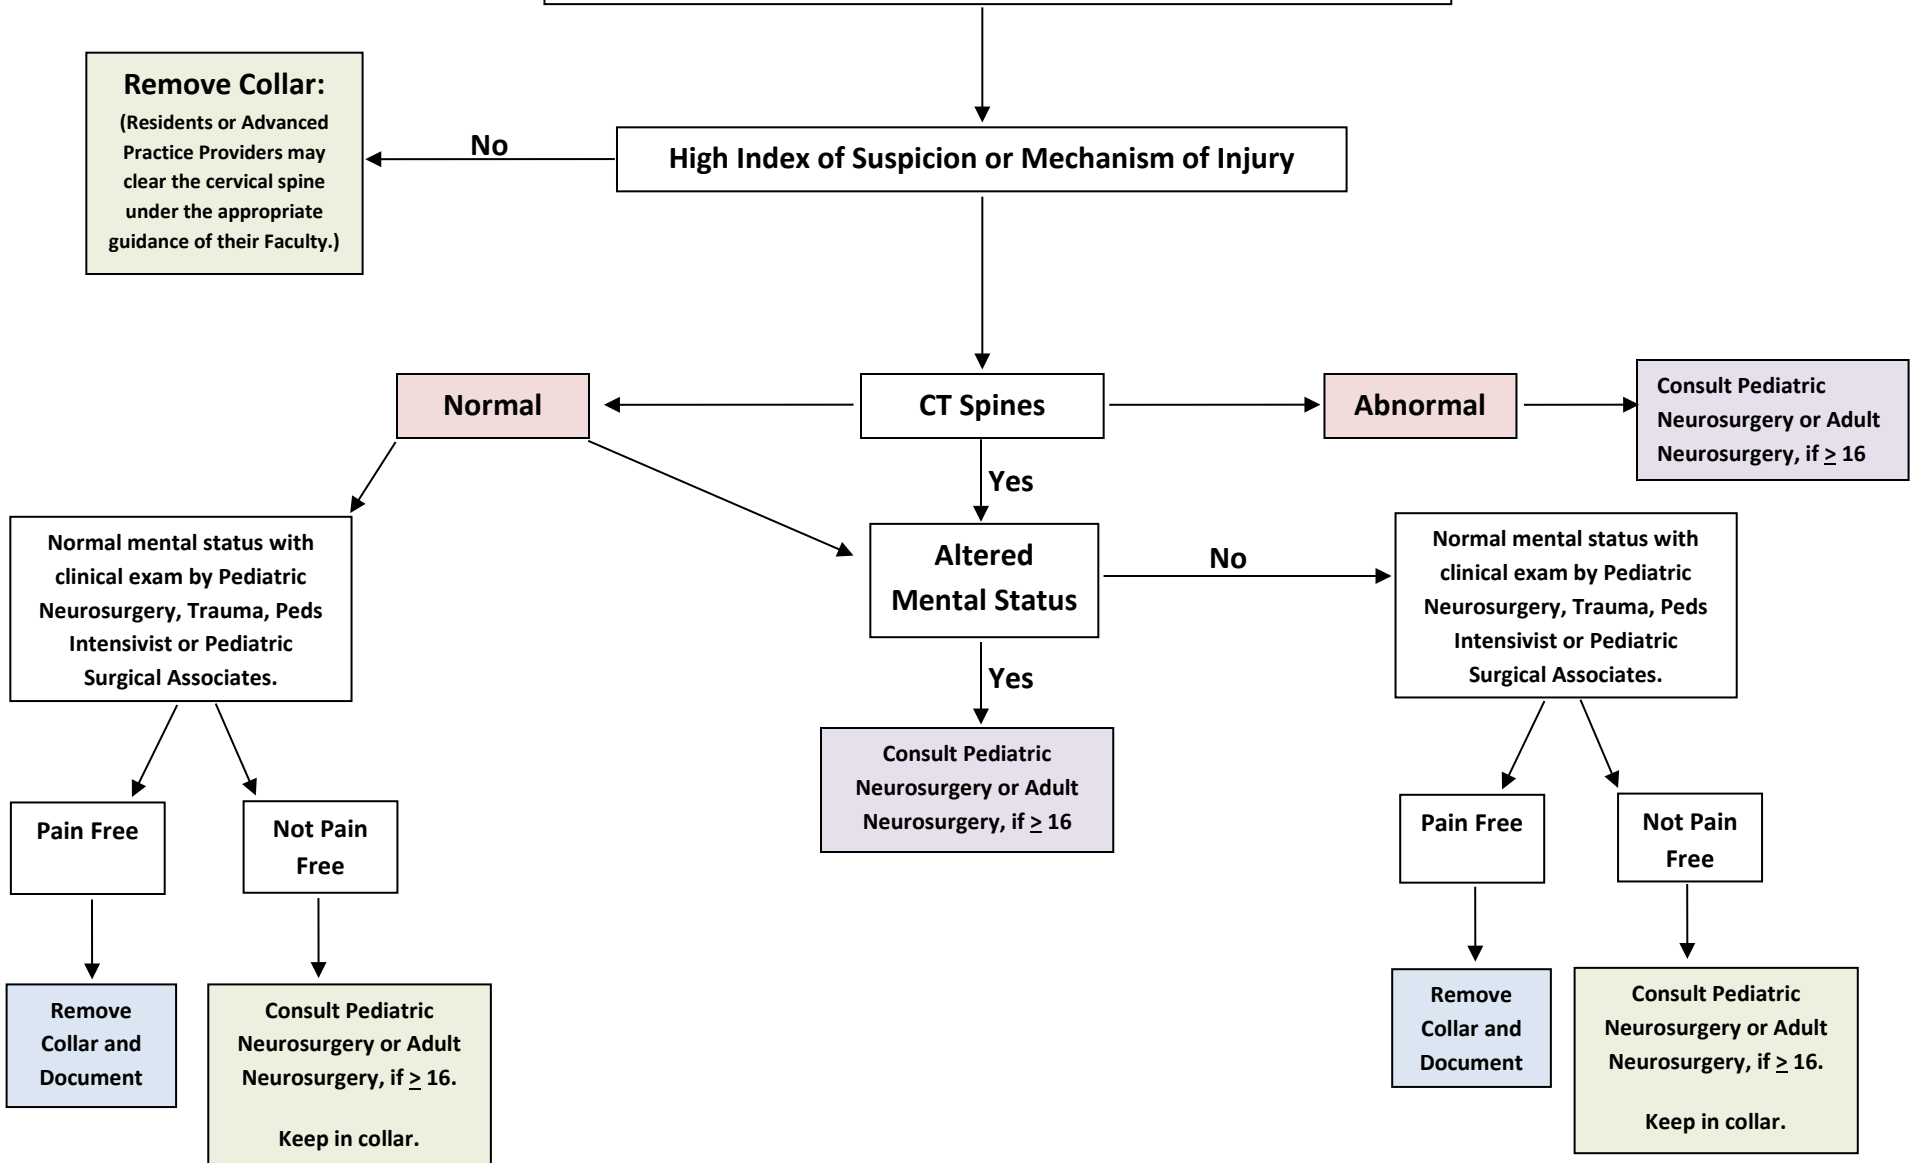 Remove Collar:
(Residents or Advanced
Practice Providers may
clear the cervical spine
under the appropriate
guidance of their Faculty.)
No
High Index of Suspicion or Mechanism of Injury
Normal
CT Spines
Abnormal
Consult Pediatric
Neurosurgery or Adult
Neurosurgery, if ≥ 16
Yes
Normal mental status with
clinical exam by Pediatric
Neurosurgery, Trauma, Peds
Intensivist or Pediatric
Surgical Associates.
Altered
Mental Status
No
Normal mental status with
clinical exam by Pediatric
Neurosurgery, Trauma, Peds
Intensivist or Pediatric
Surgical Associates.
Yes
Consult Pediatric
Neurosurgery or Adult
Neurosurgery, if ≥ 16
Pain Free
Not Pain
Free
Pain Free
Not Pain
Free
Remove
Collar and
Document
Consult Pediatric
Neurosurgery or Adult
Neurosurgery, if ≥ 16.
Keep in collar.
Remove
Collar and
Document
Consult Pediatric
Neurosurgery or Adult
Neurosurgery, if ≥ 16.
Keep in collar.